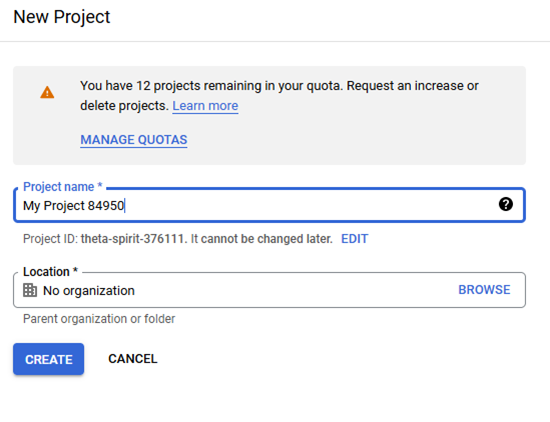 New Project
You have 12 projects remaining in your quota. Request an increase or
delete projects. Learn more
MANAGE QUOTAS
Project name *
My Project 84950
Project ID: theta-spirit-376111. It cannot be changed later. EDIT
Location *
No organization BROWSE
Parent organization or folder
CREATE CANCEL